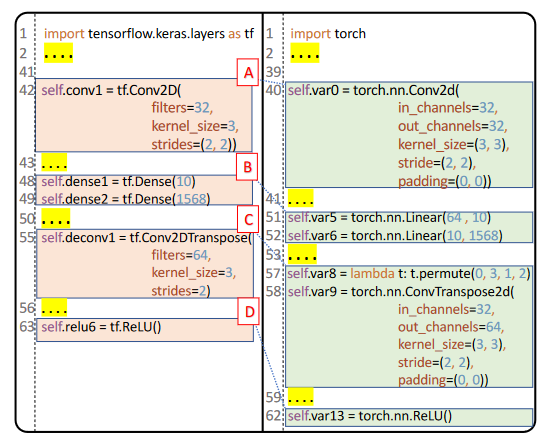 1 import tensorflow.keras.layers as tf
2 ....
41
42 self.conv1 = tf.Conv2D(
filters=32,
kernel_size=3,
strides=(2, 2))
43 ....
48 self.dense1 = tf.Dense(10)
49 self.dense2 = tf.Dense(1568)
50 ....
55 self.deconv1 = tf.Conv2DTranspose(
filters=64,
kernel_size=3,
strides=2)
56 ....
63 self.relu6 = tf.ReLU()
A
B
C
D
1 import torch
2 ....
39
40 self.var0 = torch.nn.Conv2d(
in_channels=32,
out_channels=32,
kernel_size=(3, 3),
stride=(2, 2),
padding=(0, 0))
41 ....
51 self.var5 = torch.nn.Linear(64 , 10)
52 self.var6 = torch.nn.Linear(10, 1568)
53 ....
57 self.var8 = lambda t: t.permute(0, 3, 1, 2)
58 self.var9 = torch.nn.ConvTranspose2d(
in_channels=32,
out_channels=64,
kernel_size=(3, 3),
stride=(2, 2),
padding=(0, 0))
59 ....
62 self.var13 = torch.nn.ReLU()